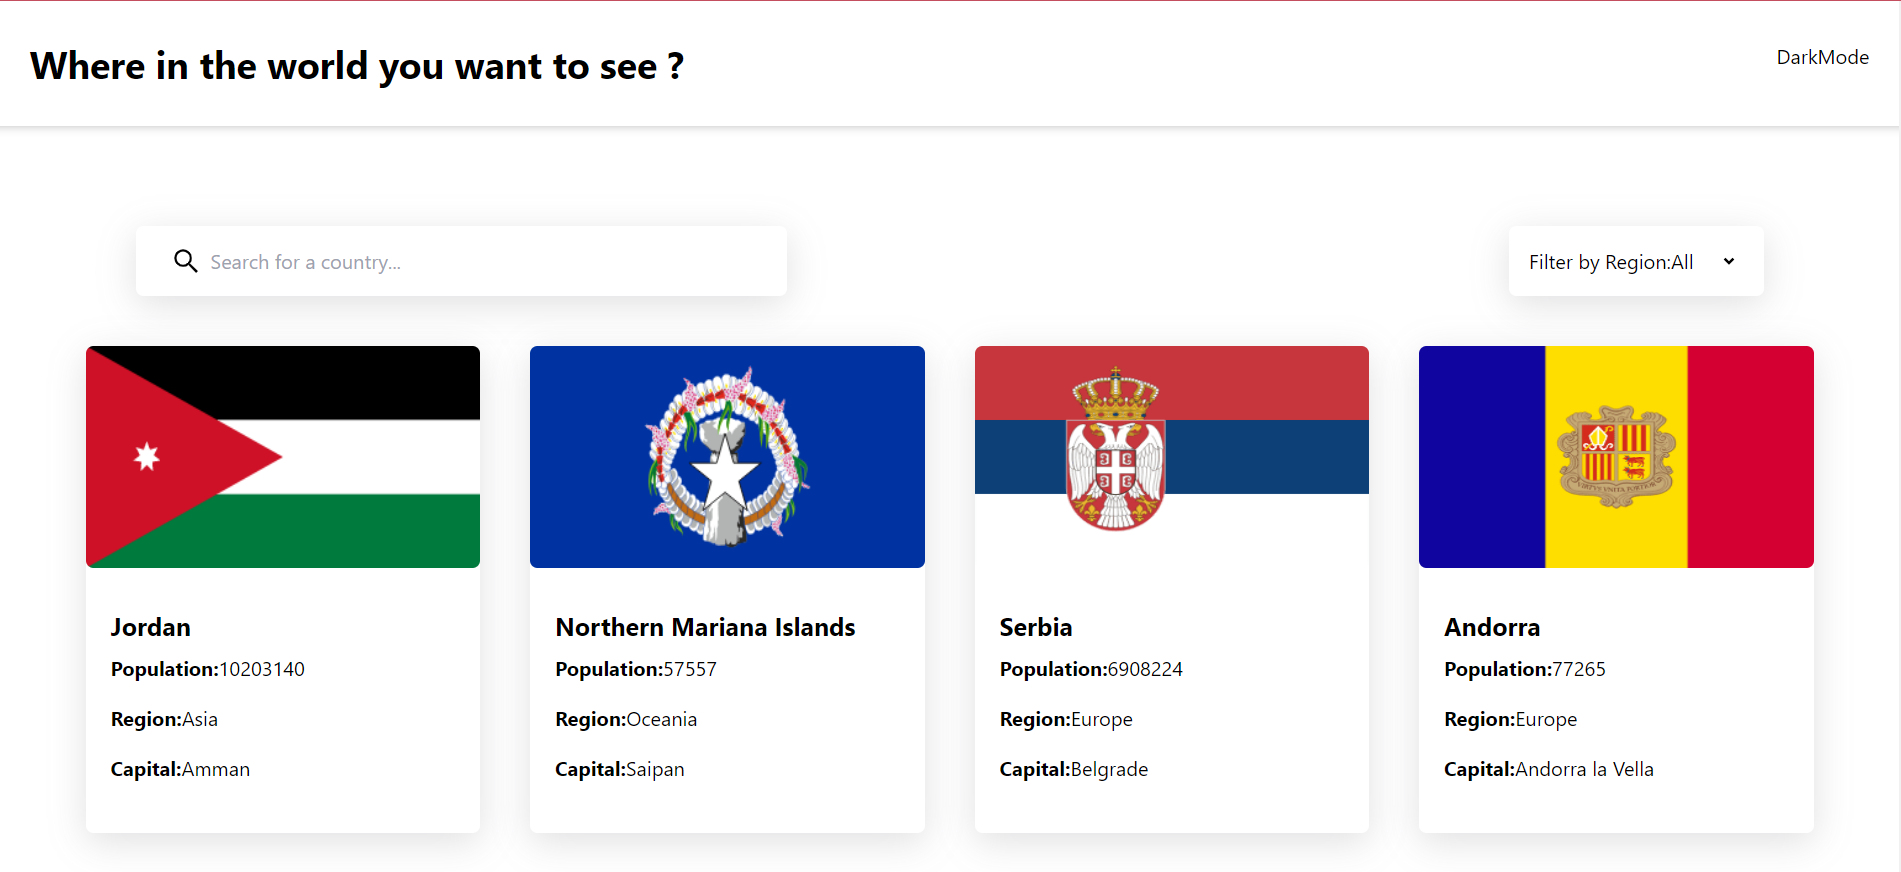 Where in the world you want to see ?
DarkMode
Search for a country...
Filter by Region:All
Jordan
Population:10203140
Region:Asia
Capital:Amman
Northern Mariana Islands
Population:57557
Region:Oceania
Capital:Saipan
Serbia
Population:6908224
Region:Europe
Capital:Belgrade
Andorra
Population:77265
Region:Europe
Capital:Andorra la Vella